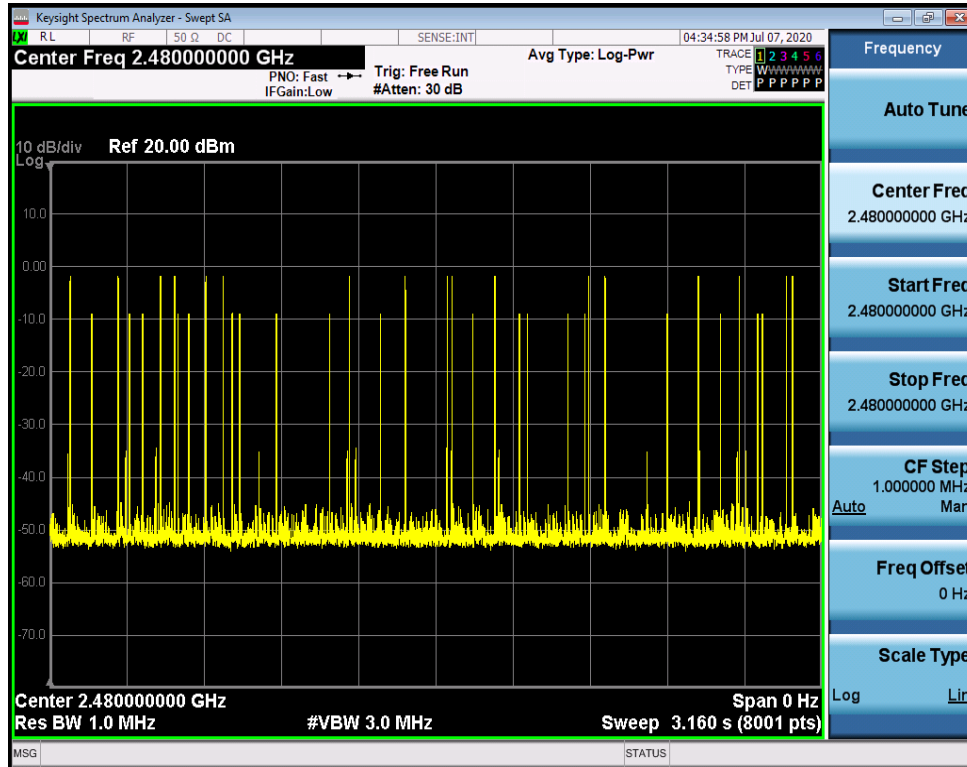 Keysight Spectrum Analyzer - Swept SA
LXI RL RF 50 Ω DC SENSE:INT 04:34:58 PM Jul 07, 2020
Center Freq 2.480000000 GHz
PNO: Fast
IFGain:Low
Trig: Free Run
#Atten: 30 dB
Avg Type: Log-Pwr
TRACE 1 2 3 4 5 6
TYPE W W W W W W
DET P P P P P P
10 dB/div Ref 20.00 dBm
Log
10.0
0.00
-10.0
-20.0
-30.0
-40.0
-50.0
-60.0
-70.0
Center 2.480000000 GHz Span 0 Hz
Res BW 1.0 MHz #VBW 3.0 MHz Sweep 3.160 s (8001 pts)
MSG STATUS
Frequency
Auto Tune
Center Freq
2.480000000 GHz
Start Freq
2.480000000 GHz
Stop Freq
2.480000000 GHz
CF Step
1.000000 MHz
Auto Man
Freq Offset
0 Hz
Scale Type
Log Lin